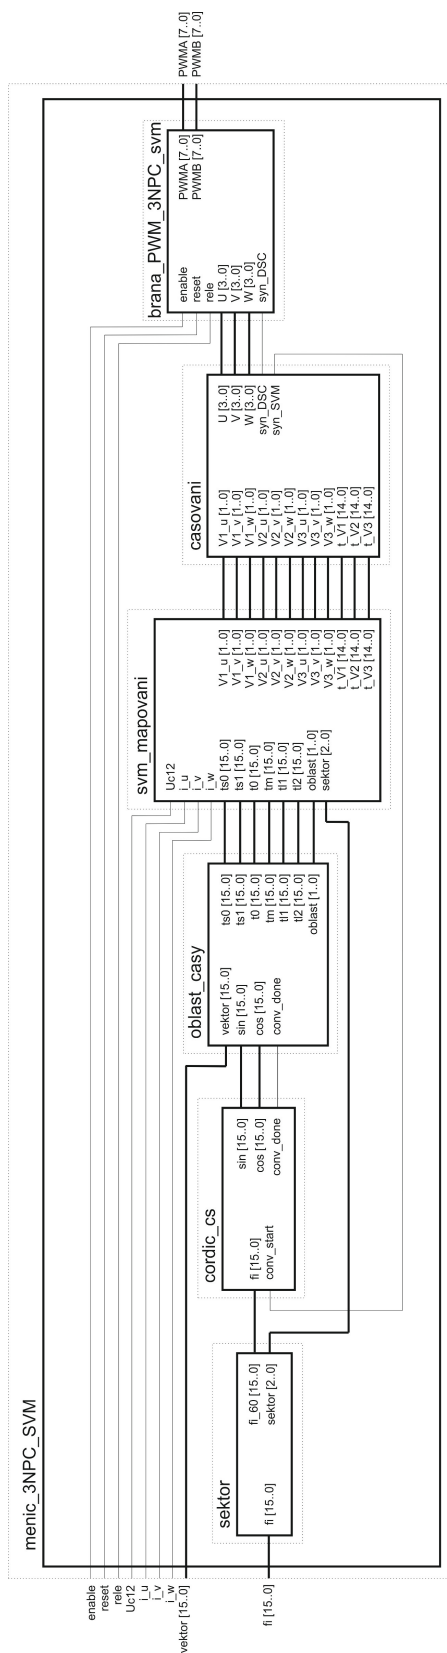 menic_3NPC_SVM
enable
reset
rele
Uc12
i_u
i_v
i_w
vektor [15..0]
fi [15..0]
sektor
fi [15..0]
fi_60 [15..0]
sektor [2..0]
cordic_cs
fi [15..0]
conv_start
sin [15..0]
cos [15..0]
conv_done
oblast_casy
vektor [15..0]
sin [15..0]
cos [15..0]
conv_done
ts0 [15..0]
ts1 [15..0]
t0 [15..0]
tm [15..0]
tl1 [15..0]
tl2 [15..0]
oblast [1..0]
svm_mapovani
Uc12
i_u
i_v
i_w
ts0 [15..0]
ts1 [15..0]
t0 [15..0]
tm [15..0]
tl1 [15..0]
tl2 [15..0]
oblast [1..0]
sektor [2..0]
V1_u [1..0]
V1_v [1..0]
V1_w [1..0]
V2_u [1..0]
V2_v [1..0]
V2_w [1..0]
V3_u [1..0]
V3_v [1..0]
V3_w [1..0]
t_V1 [14..0]
t_V2 [14..0]
t_V3 [14..0]
casovani
V1_u [1..0]
V1_v [1..0]
V1_w [1..0]
V2_u [1..0]
V2_v [1..0]
V2_w [1..0]
V3_u [1..0]
V3_v [1..0]
V3_w [1..0]
t_V1 [14..0]
t_V2 [14..0]
t_V3 [14..0]
U [3..0]
V [3..0]
W [3..0]
syn_DSC
syn_SVM
brana_PWM_3NPC_svm
enable
reset
rele
U [3..0]
V [3..0]
W [3..0]
syn_DSC
PWMA [7..0]
PWMB [7..0]
PWMA [7..0]
PWMB [7..0]